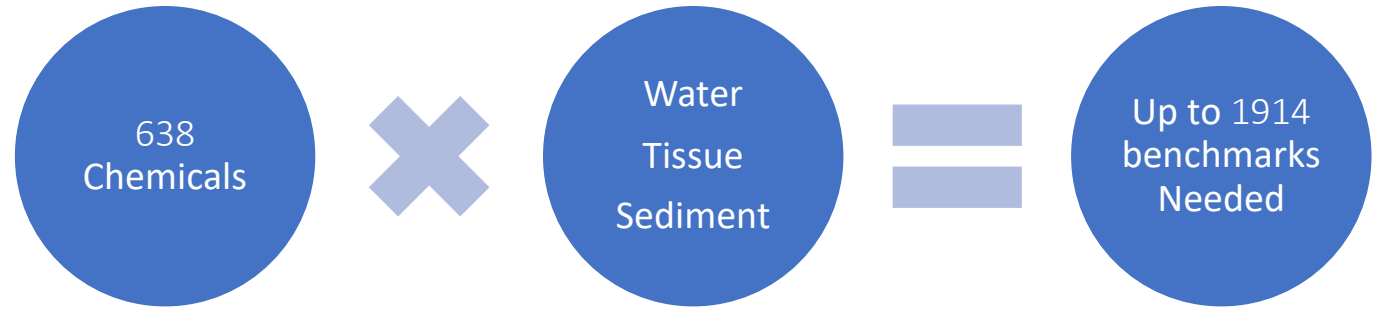 638
Chemicals
Water
Tissue
Sediment
Up to 1914
benchmarks
Needed